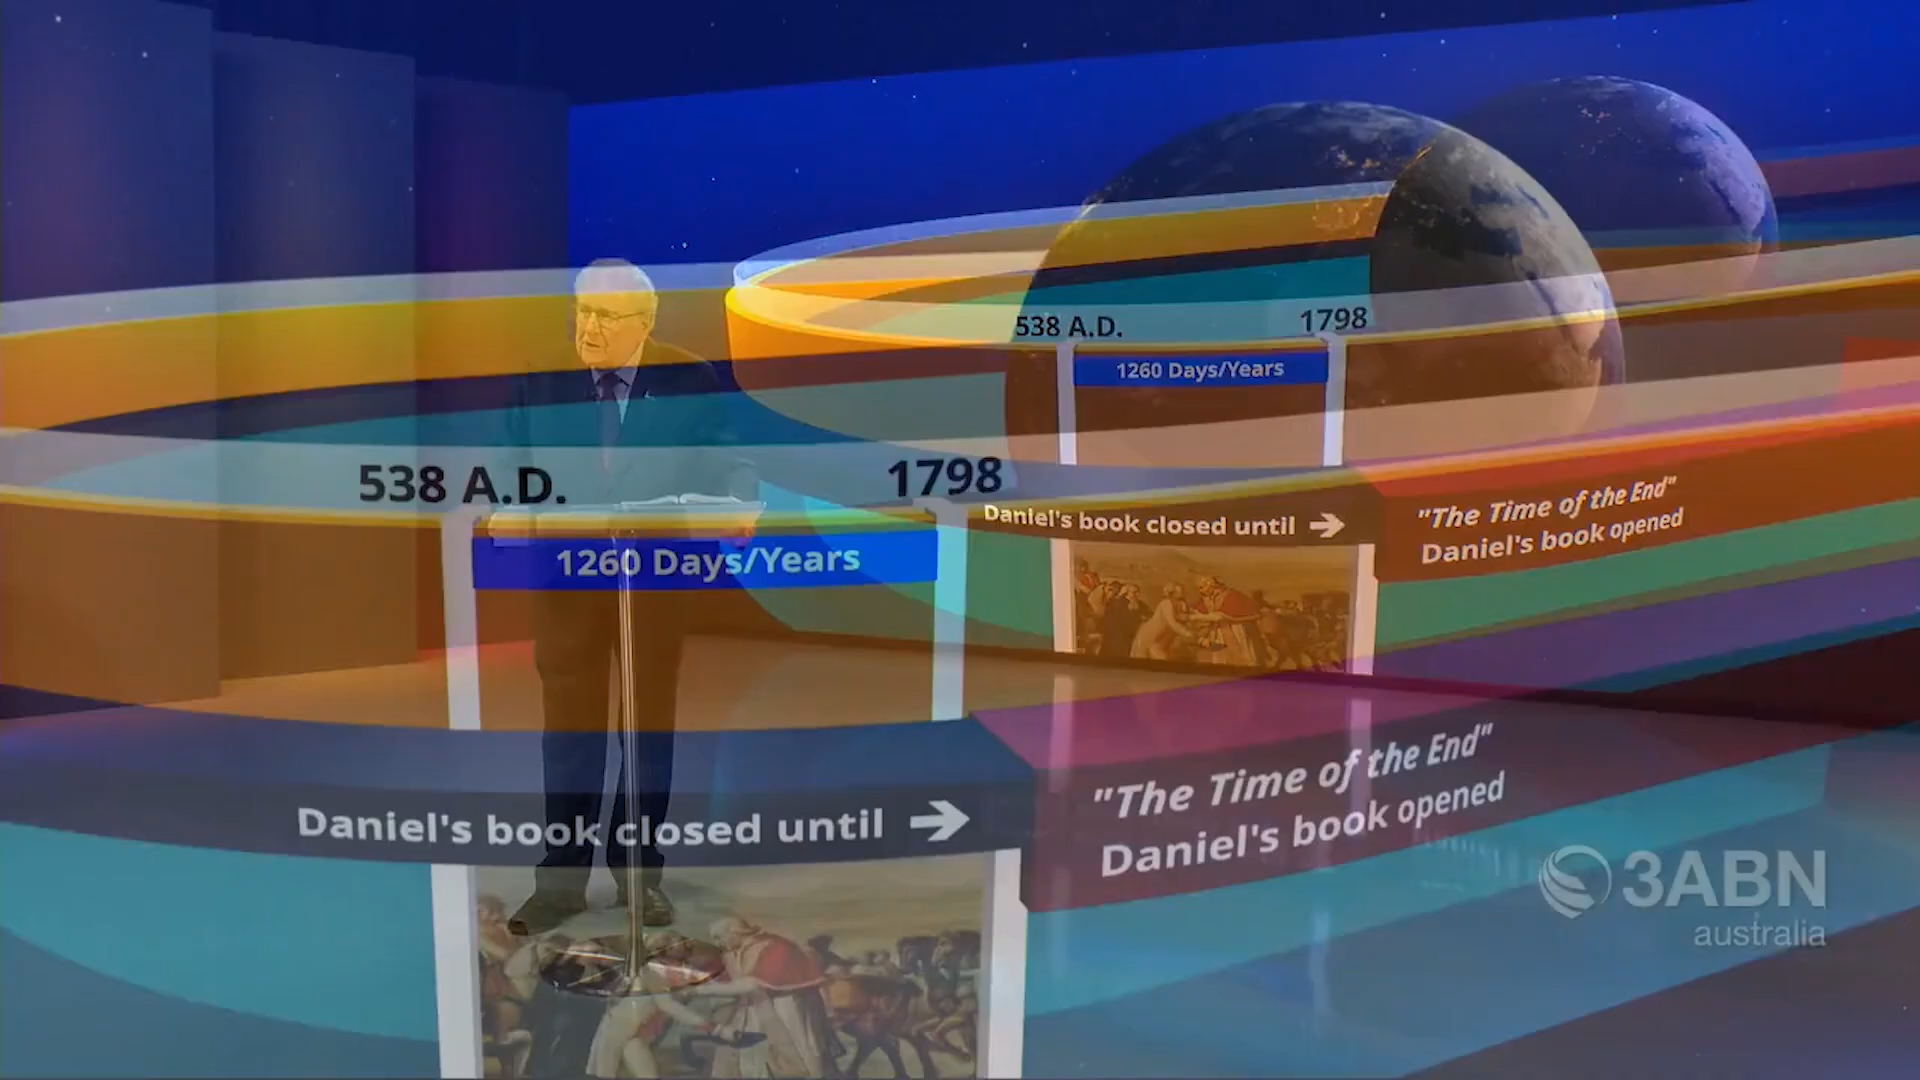 538 A.D.
1798
1260 Days/Years
Daniel's book closed until →
"The Time of the End"
Daniel's book opened
538 A.D.
1798
1260 Days/Years
Daniel's book closed until →
"The Time of the End"
Daniel's book opened
3ABN
australia